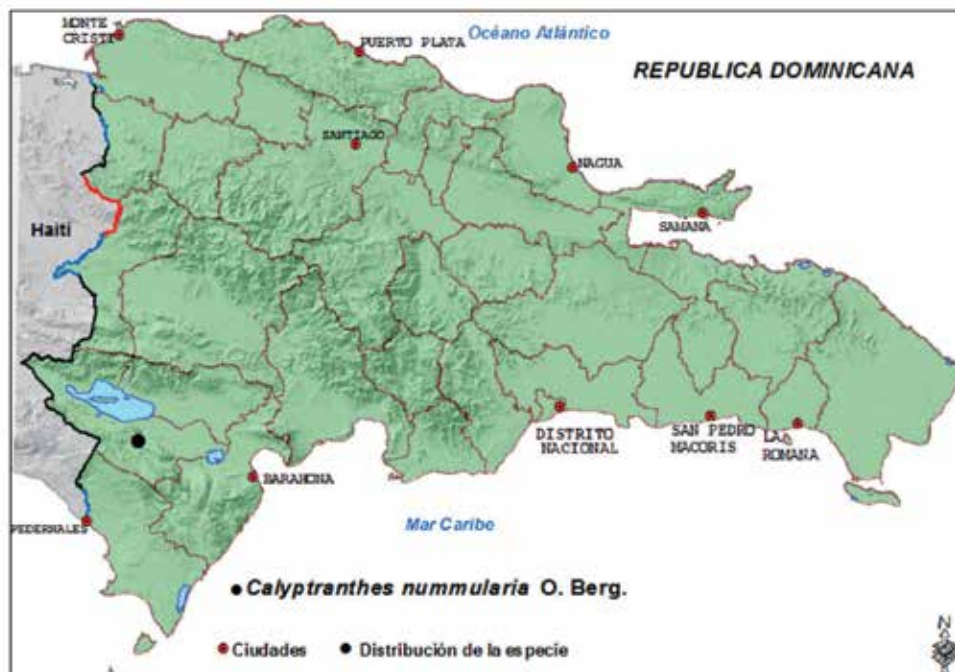 MONTE
CRISTI
PUERTO PLATA
Océano Atlántico
REPUBLICA DOMINICANA
SANTIAGO
NAGUA
SAMANA
Haití
DISTRITO
NACIONAL
SAN PEDRO
MACORIS
LA
ROMANA
BARAHONA
PEDERNALES
Mar Caribe
Calyptranthes nummularia O. Berg.
Ciudades
Distribución de la especie
N